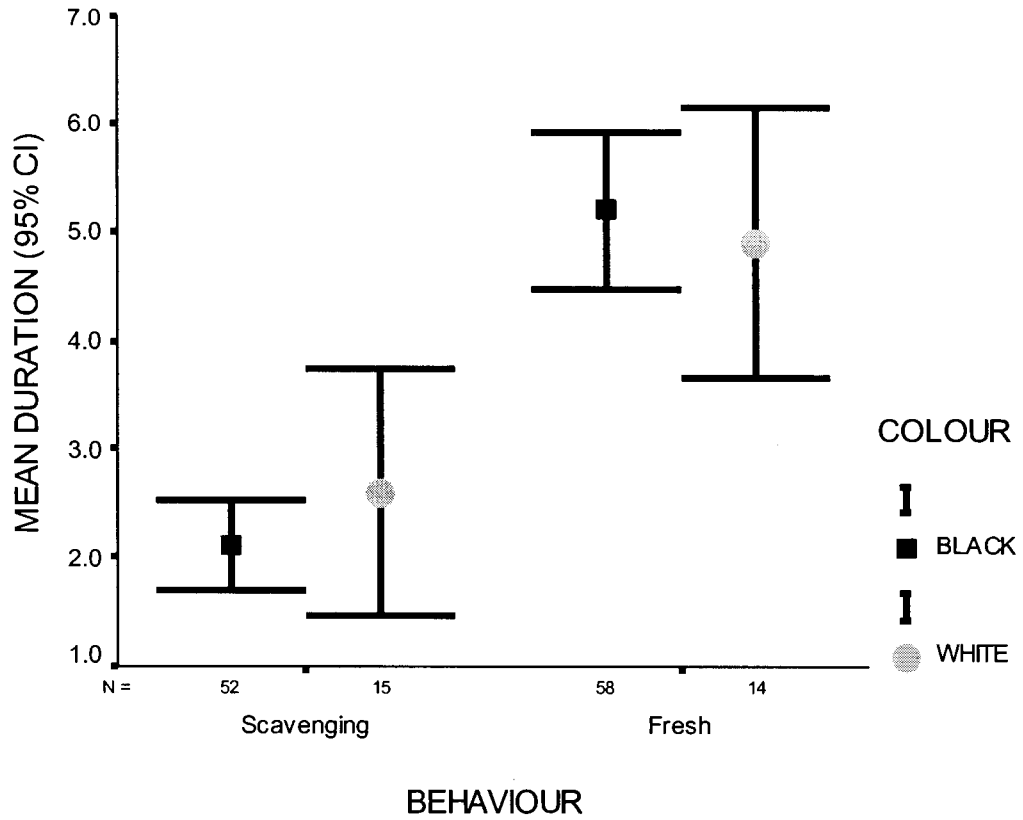 MEAN DURATION (95% CI)
7.0
6.0
5.0
4.0
3.0
2.0
1.0
N = 52 15 58 14
Scavenging Fresh
BEHAVIOUR
COLOUR
BLACK
WHITE